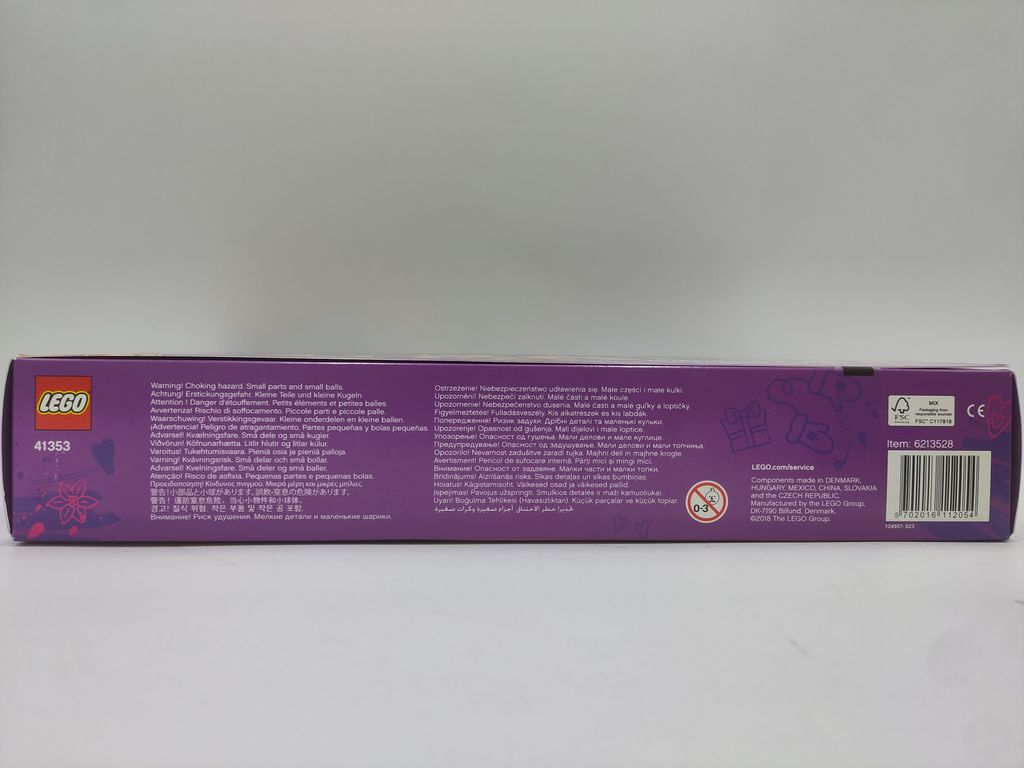 LEGO
41353
Warning! Choking hazard. Small parts and small balls.
Achtung! Erstickungsgefahr. Kleine Teile und kleine Kugeln.
Attention ! Danger d'étouffement. Petits éléments et petites balles.
Avvertenza! Rischio di soffocamento. Piccole parti e piccole palle.
Waarschuwing! Verstikkingsgevaar. Kleine onderdelen en kleine ballen.
¡Advertencia! Peligro de atragantamiento. Partes pequeñas y bolas pequeñas.
Advarsel! Kvælningsfare. Små dele og små kugler.
Viðvörun! Köfnunarhætta. Litlir hlutir og litlar kúlur.
Varoitus! Tukehtumisvaara. Pieniä osia ja pieniä palloja.
Varning! Kvävningsrisk. Små delar och små bollar.
Advarsel! Kvelningsfare. Små deler og små baller.
Atenção! Risco de asfixia. Pequenas partes e pequenas bolas.
Προειδοποίηση! Κίνδυνος πνιγμού. Μικρά μέρη και μικρές μπάλες.
警告!小部品と小球があります。誤飲・窒息の危険があります。
警告!谨防窒息危险。当心小物件和小球体。
경고! 질식 위험. 작은 부품 및 작은 공 포함.
Внимание! Риск удушения. Мелкие детали и маленькие шарики.
Ostrzeżenie! Niebezpieczeństwo udławienia się. Małe części i małe kulki.
Upozornění! Nebezpečí zalknutí. Malé části a malé koule.
Upozornenie! Nebezpečenstvo dusenia. Malé časti a malé guľky a loptičky.
Figyelmeztetés! Fulladásveszély. Kis alkatrészek és kis labdák.
Попередження! Ризик задухи. Дрібні деталі та маленькі кульки.
Upozorenje! Opasnost od gušenja. Mali dijelovi i male loptice.
Упозорење! Опасност од гушења. Мали делови и мале куглице.
Предупредување! Опасност од задушување. Мали делови и мали топчиња.
Opozorilo! Nevarnost zadušitve zaradi tujka. Majhni deli in majhne krogle.
Avertisment! Pericol de sufocare internă. Părți mici și mingi mici.
Внимание! Опасност от задавяне. Малки части и малки топки.
Brīdinājums! Aizrīšanās risks. Sīkas detaļas un sīkas bumbiņas.
Hoiatus! Kägistamisoht. Väikesed osad ja väikesed pallid.
Įspėjimas! Pavojus užspringti. Smulkios detalės ir maži kamuoliukai.
Uyarı! Boğulma Tehlikesi (Havasızlıktan). Küçük parçalar ve küçük toplar.
تحذير! خطر الاختناق. أجزاء صغيرة وكرات صغيرة.
0-3
LEGO.com/service
Components made in DENMARK,
HUNGARY, MEXICO, CHINA, SLOVAKIA
and the CZECH REPUBLIC.
Manufactured by the LEGO Group,
DK-7190 Billund, Denmark.
©2018 The LEGO Group.
FSC
MIX
Packaging from
responsible sources
FSC® C117818
CE
Item: 6213528
5 702016 112054
124957-823